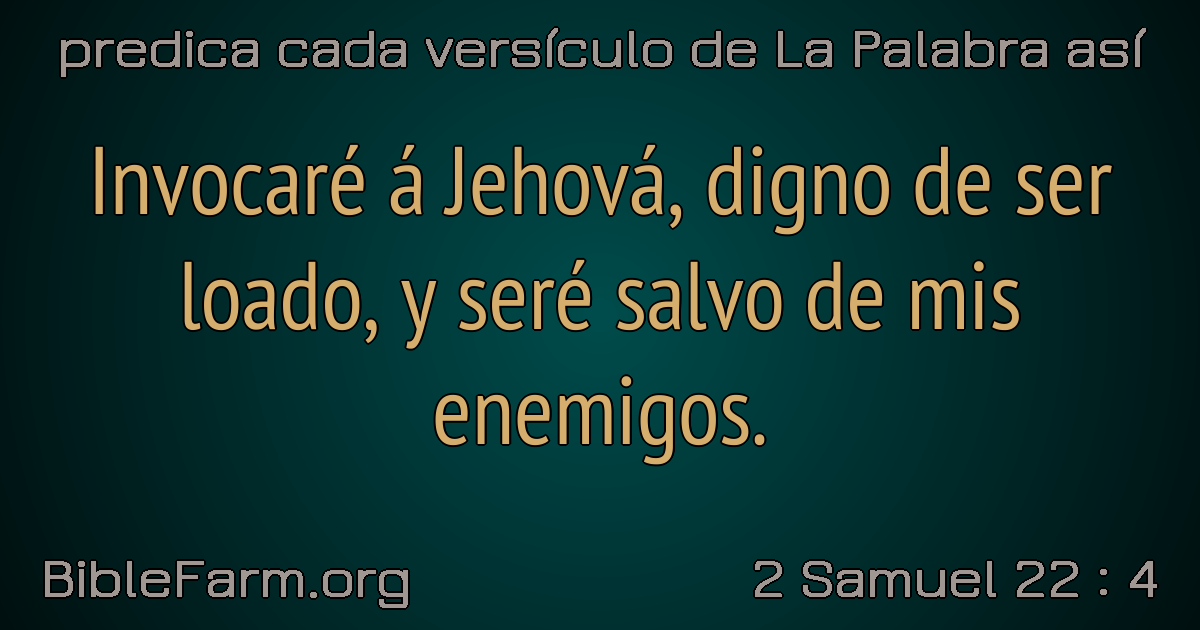 predica cada versículo de La Palabra así
Invocaré á Jehová, digno de ser
loado, y seré salvo de mis
enemigos.
BibleFarm.org
2 Samuel 22 : 4